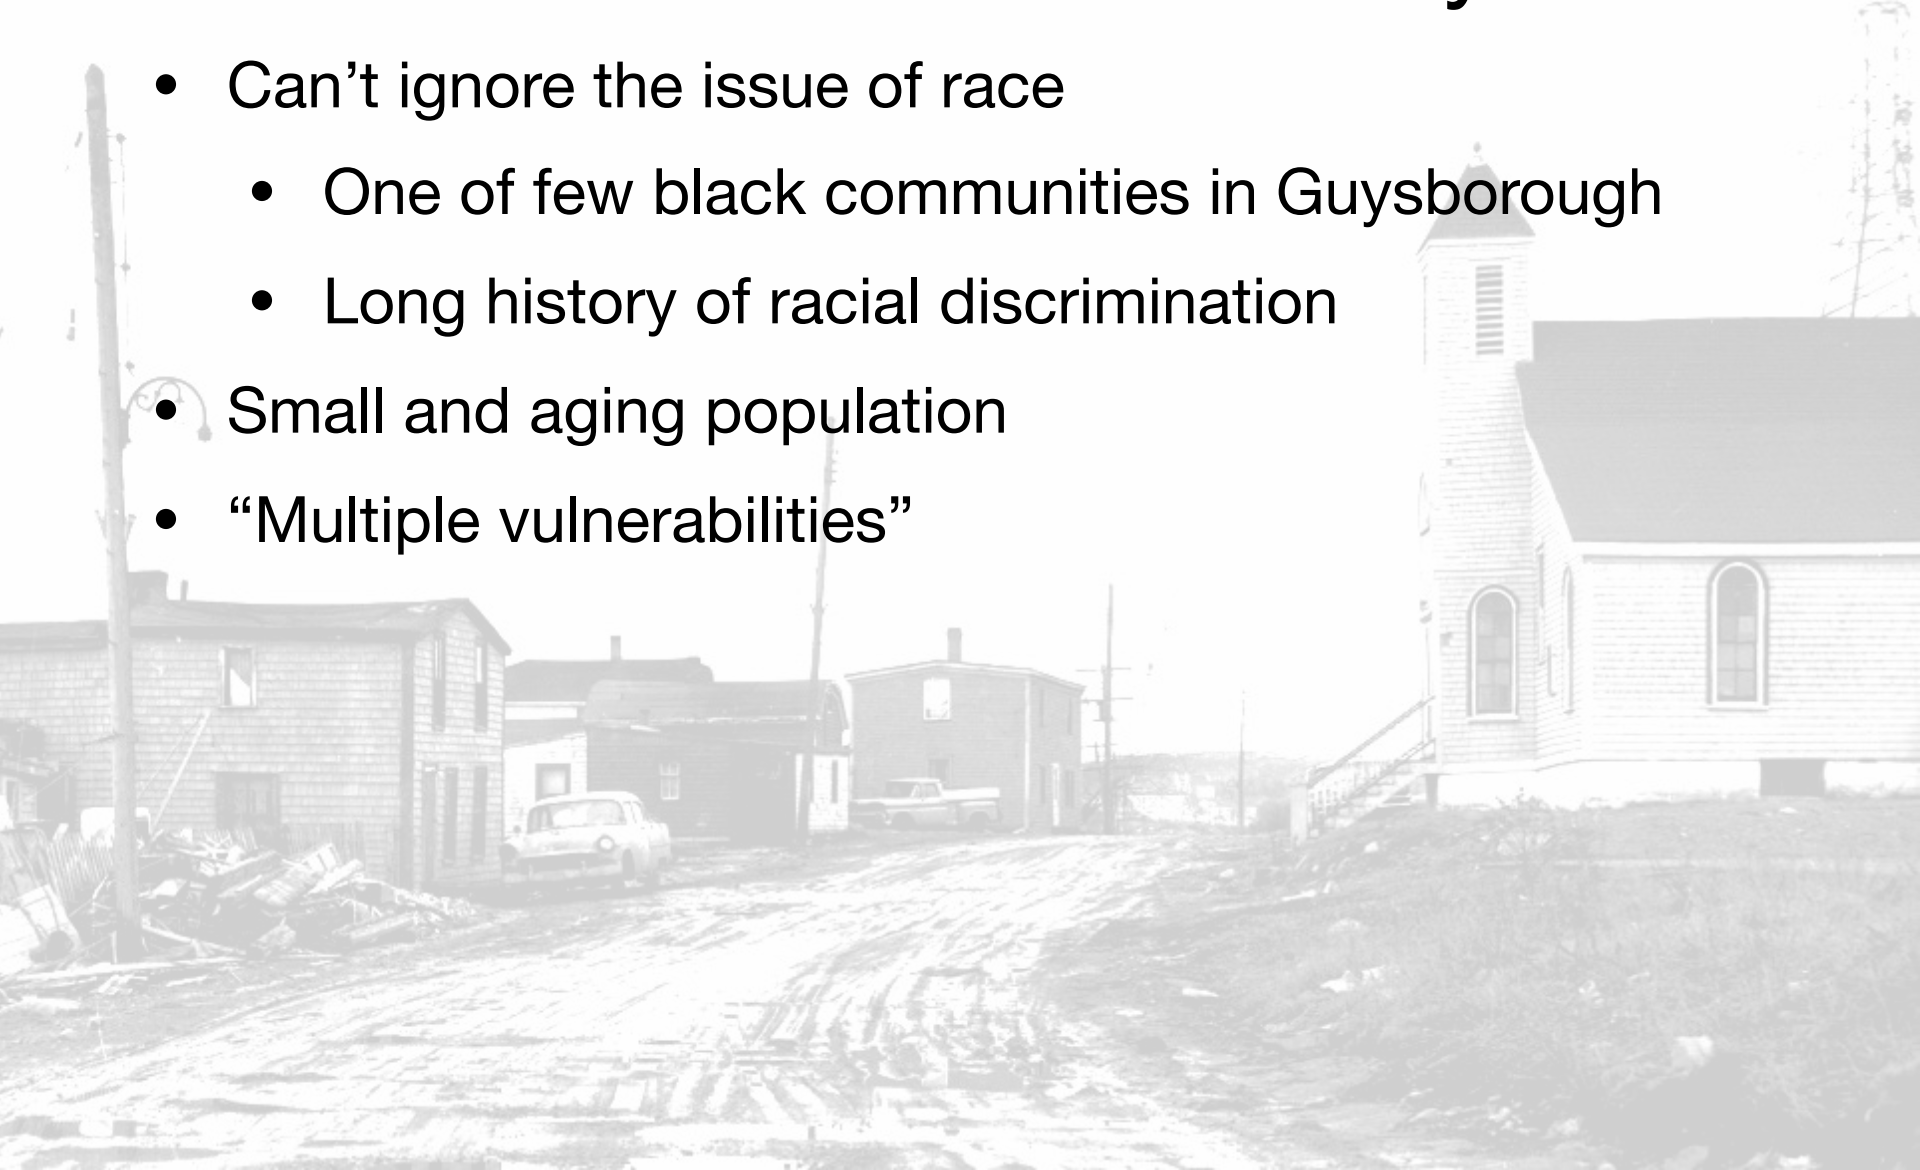 • Can’t ignore the issue of race
• One of few black communities in Guysborough
• Long history of racial discrimination
• Small and aging population
• “Multiple vulnerabilities”